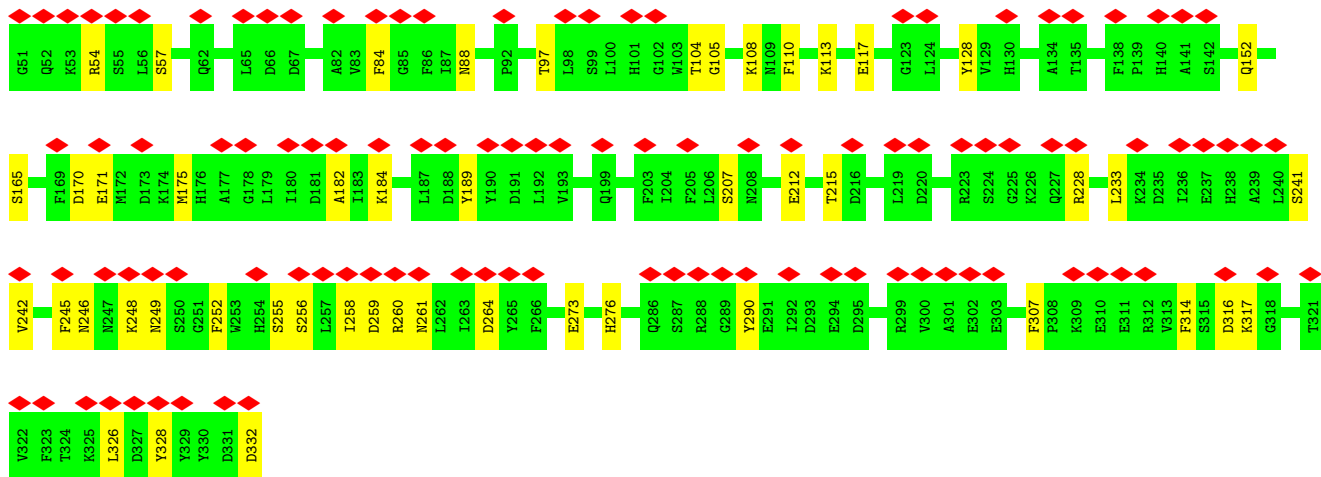 G51 Q52 K53 R54 S55 L56 S57 Q62 L65 D66 D67 A82 V83 F84 G85 F86 I87 N88 P92 T97 L98 S99 L100 H101 G102 W103 T104 G105 K108 N109 F110 K113 E117 G123 L124 Y128 V129 H130 A134 T135 F138 P139 H140 A141 S142 Q152
S165 F169 D170 E171 M172 D173 K174 M175 H176 A177 G178 L179 I180 D181 A182 I183 K184 L187 D188 Y189 Y190 D191 L192 V193 Q199 F203 I204 F205 L206 S207 N208 E212 T215 D216 L219 D220 R223 S224 G225 K226 Q227 R228 L233 K234 D235 I236 E237 H238 A239 L240 S241
V242 F245 N246 N247 K248 N249 S250 G251 F252 W253 H254 S255 S256 L257 I258 D259 R260 N261 L262 I263 D264 Y265 F266 E273 H276 Q286 S287 R288 G289 Y290 E291 I292 D293 E294 D295 R299 V300 A301 E302 E303 F307 P308 K309 E310 E311 R312 V313 F314 S315 D316 K317 G318 T321
V322 F323 T324 K325 L326 D327 Y328 Y329 Y330 D331 D332